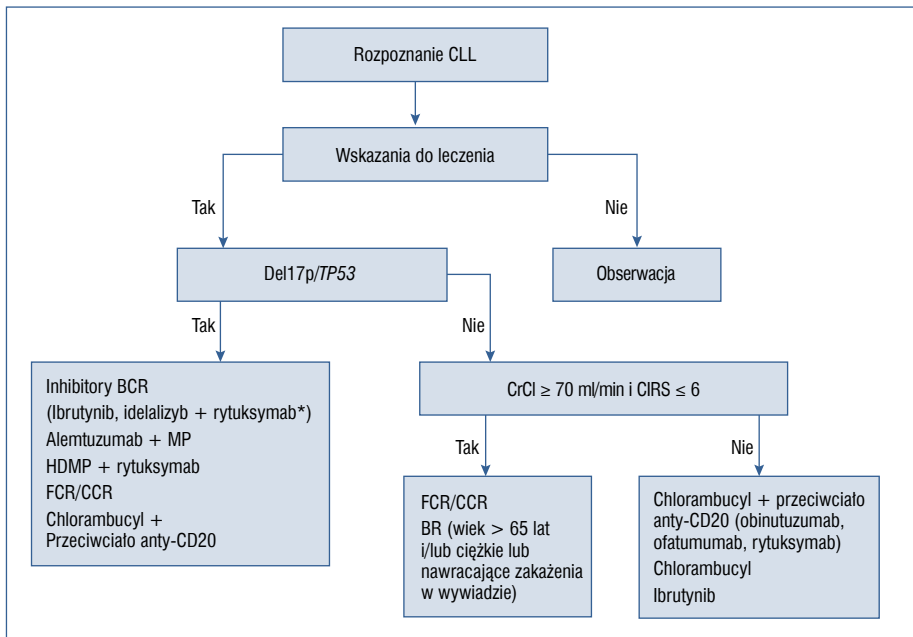 Rozpoznanie CLL
Wskazania do leczenia
Tak
Nie
Del17p/TP53
Obserwacja
Tak
Nie
Inhibitory BCR
(Ibrutynib, idelalizyb + rytuksymab*)
Alemtuzumab + MP
HDMP + rytuksymab
FCR/CCR
Chlorambucyl +
Przeciwciało anty-CD20
CrCl ≥ 70 ml/min i CIRS ≤ 6
Tak
Nie
FCR/CCR
BR (wiek > 65 lat
i/lub ciężkie lub
nawracające zakażenia
w wywiadzie)
Chlorambucyl + przeciwciało
anty-CD20 (obinutuzumab,
ofatumumab, rytuksymab)
Chlorambucyl
Ibrutynib